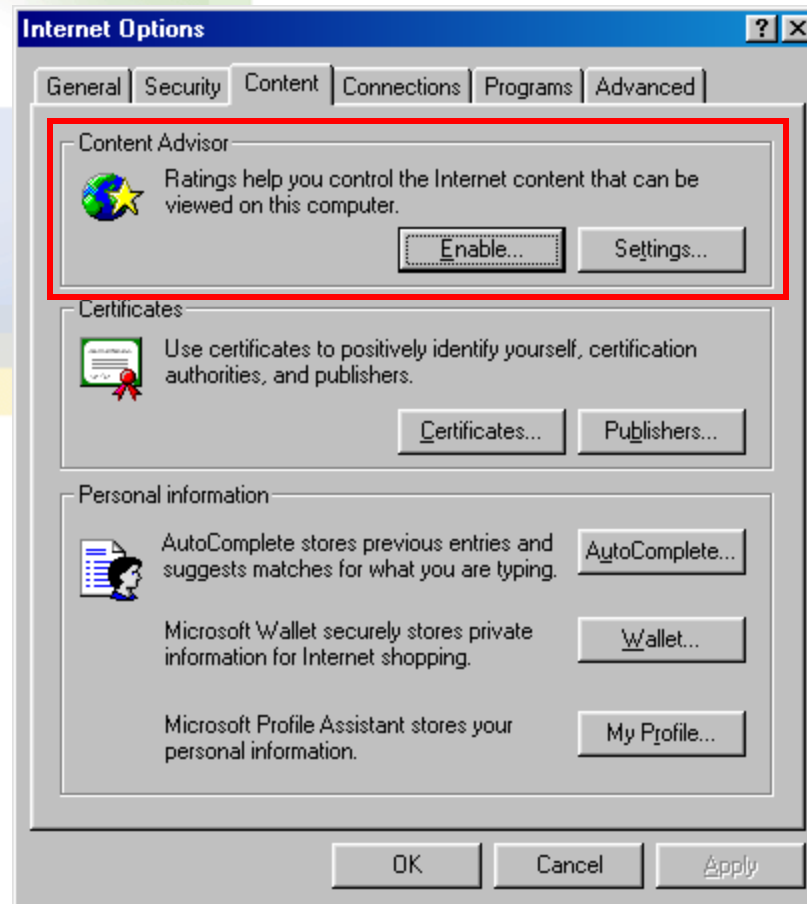 Internet Options
General Security Content Connections Programs Advanced
Content Advisor
Ratings help you control the Internet content that can be
viewed on this computer.
Enable... Settings...
Certificates
Use certificates to positively identify yourself, certification
authorities, and publishers.
Certificates... Publishers...
Personal information
AutoComplete stores previous entries and
suggests matches for what you are typing.
AutoComplete...
Microsoft Wallet securely stores private
information for Internet shopping.
Wallet...
Microsoft Profile Assistant stores your
personal information.
My Profile...
OK Cancel Apply